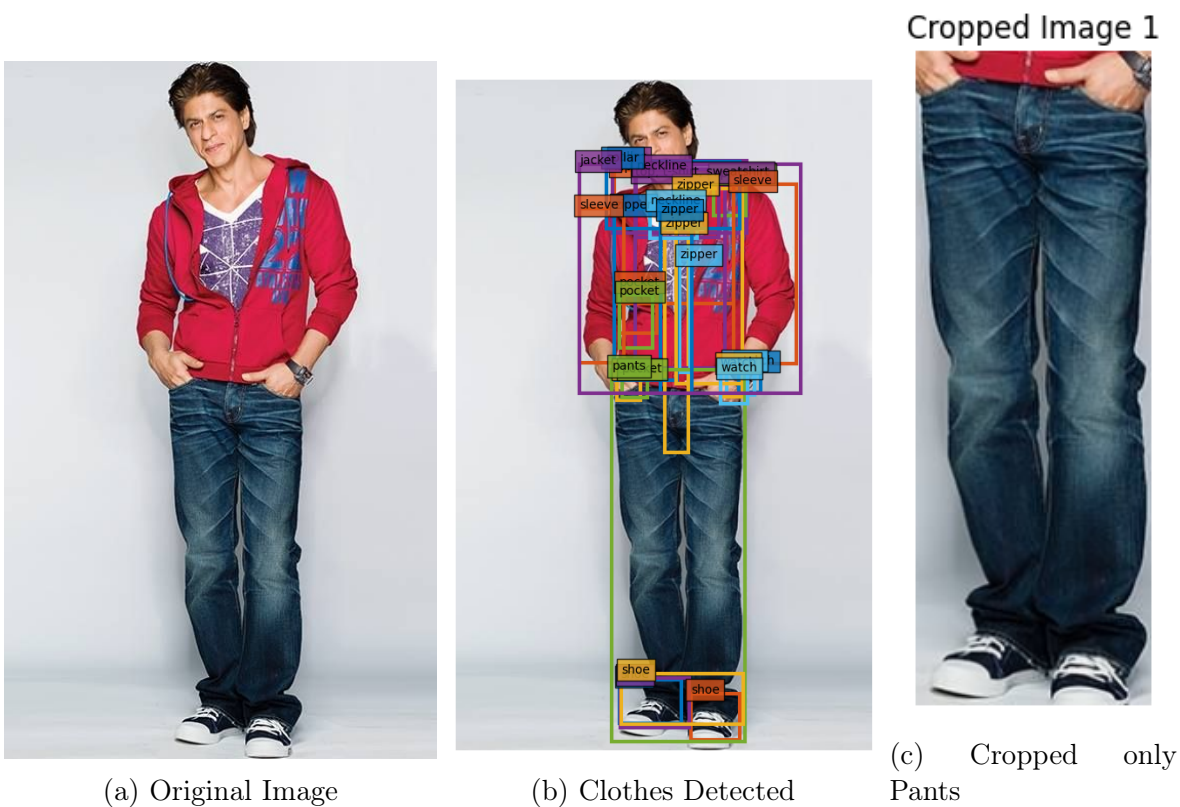 Cropped Image 1
jacket
neckline
zipper
sleeve
sleeve
neckline
zipper
zipper
zipper
pocket
pocket
pants
watch
shoe
shoe
(a) Original Image
(b) Clothes Detected
(c) Cropped only
Pants